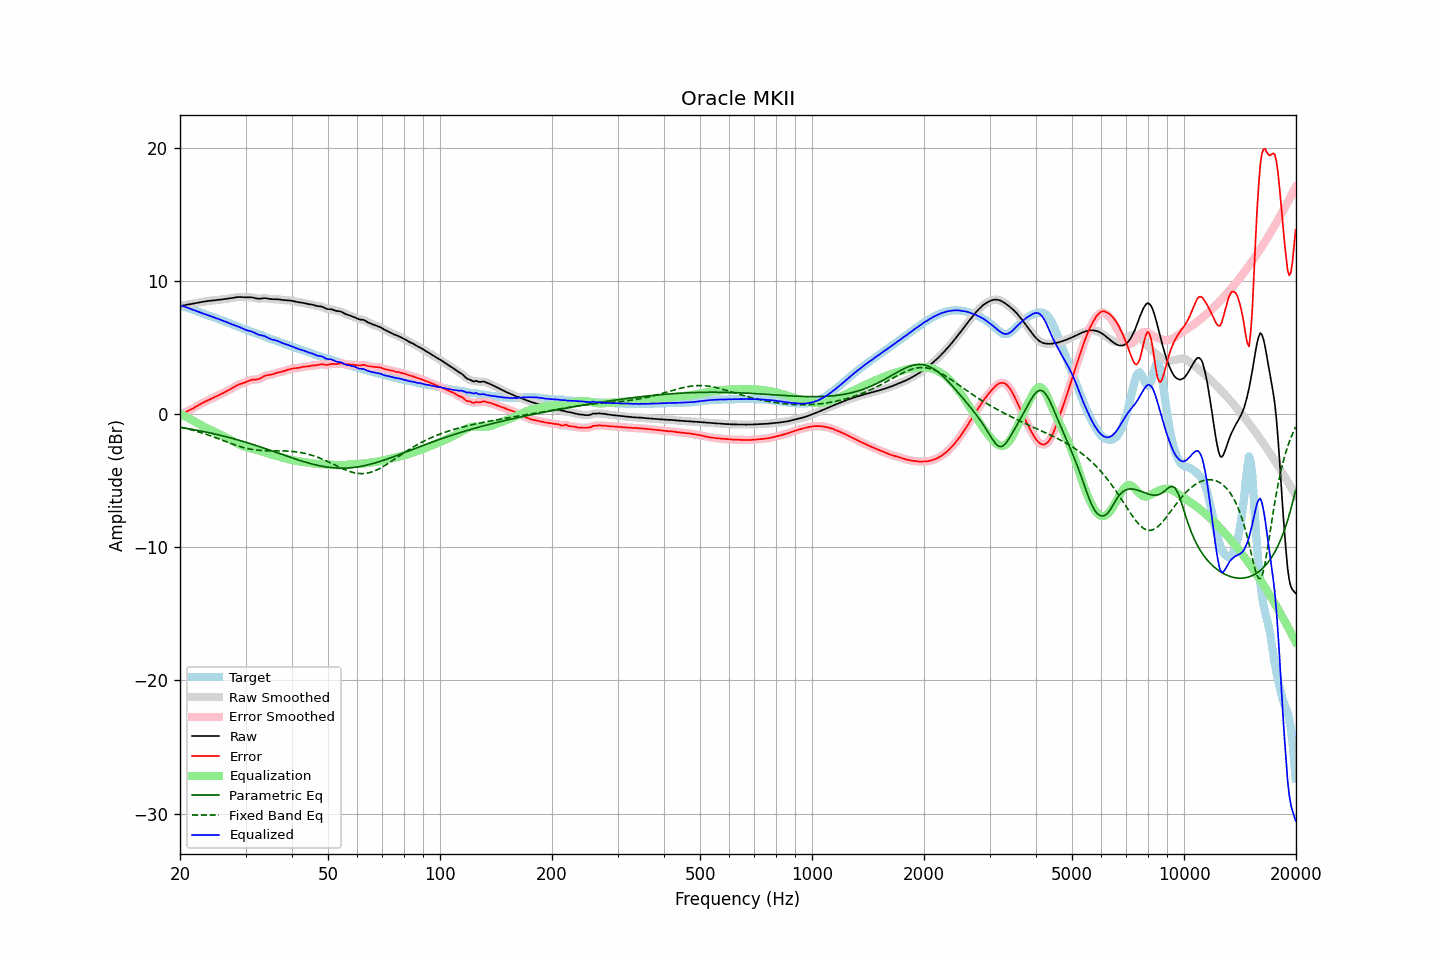 Oracle MKII
20
10
0
−10
−20
−30
Amplitude (dBr)
Target
Raw Smoothed
Error Smoothed
Raw
Error
Equalization
Parametric Eq
Fixed Band Eq
Equalized
20 50 100 200 500 1000 2000 5000 10000 20000
Frequency (Hz)